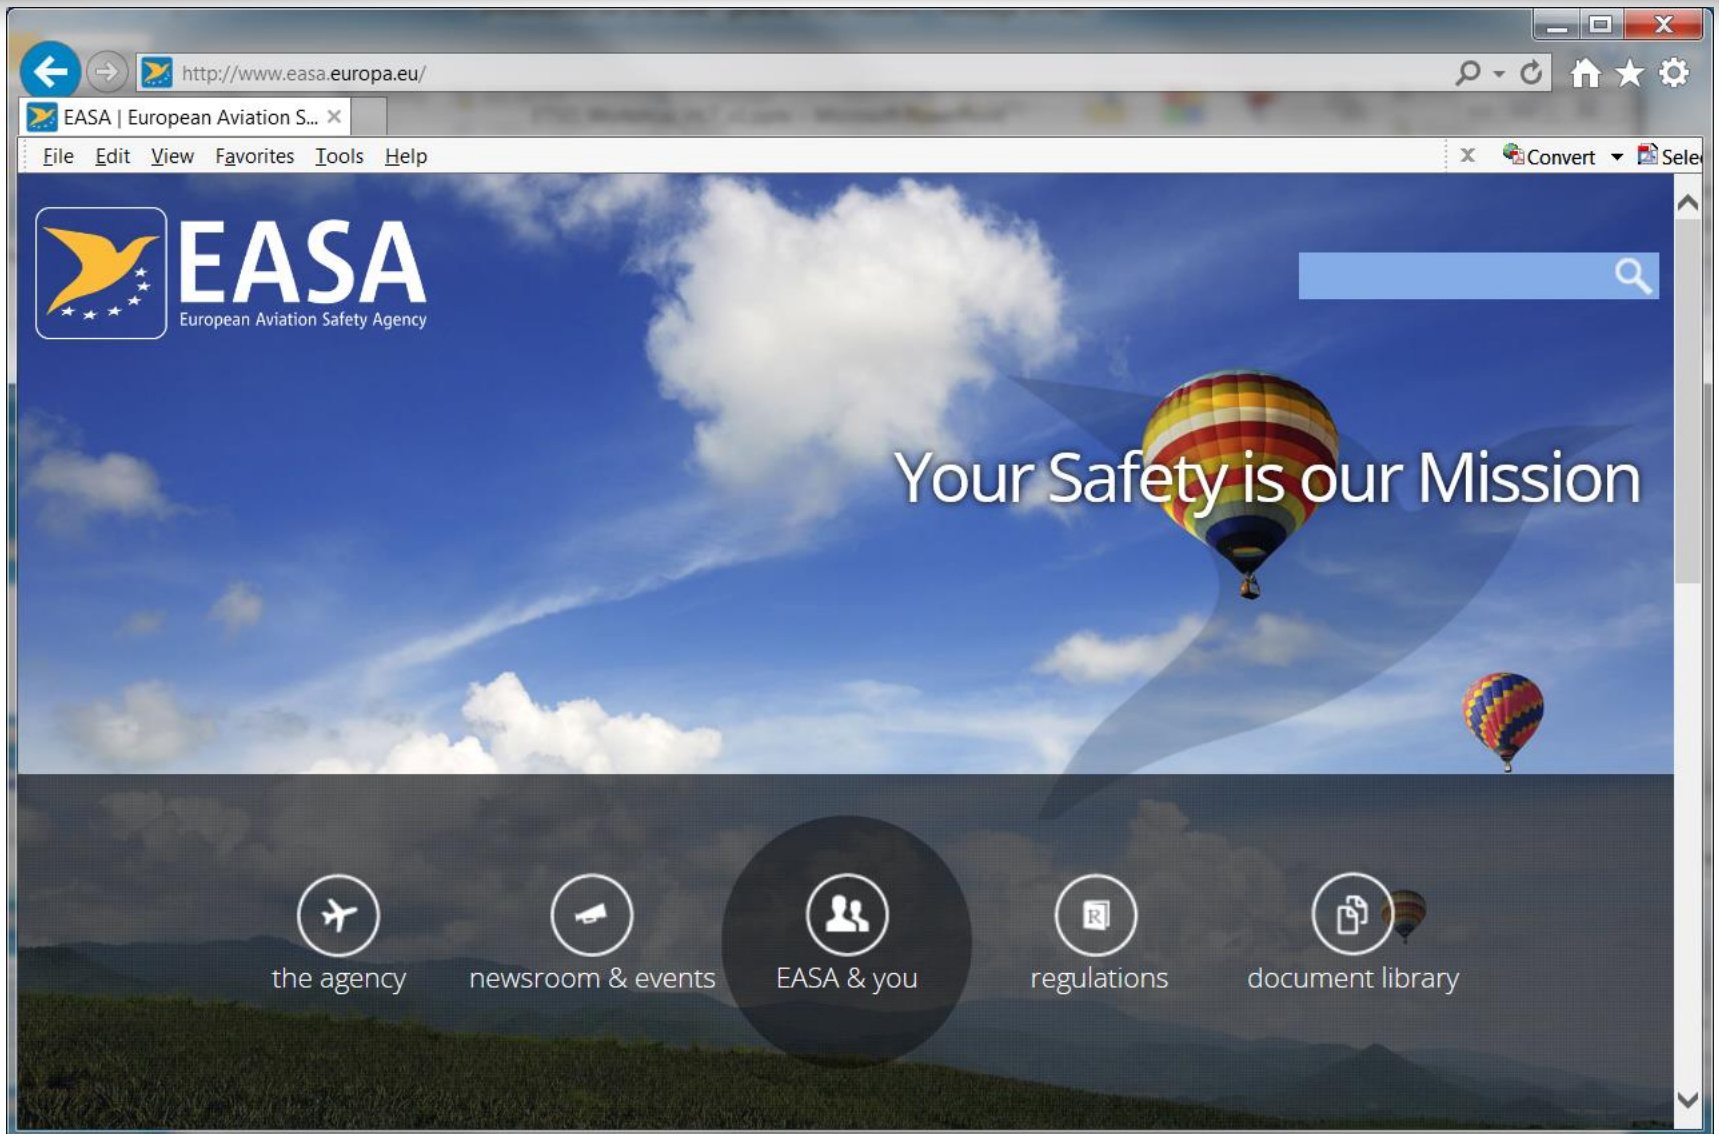 http://www.easa.europa.eu/
EASA | European Aviation S...
File Edit View Favorites Tools Help
x Convert Sele
EASA
European Aviation Safety Agency
Your Safety is our Mission
R
the agency newsroom & events EASA & you regulations document library